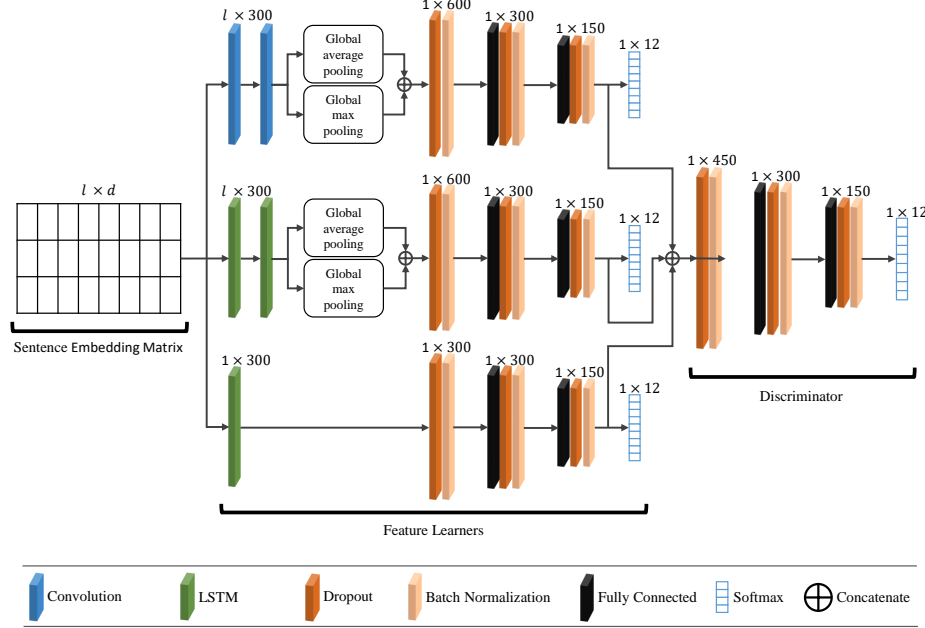 l × 300
Global
average
pooling
Global
max
pooling
1 × 600
1 × 300
1 × 150
1 × 12
l × d
Sentence Embedding Matrix
l × 300
Global
average
pooling
Global
max
pooling
1 × 600
1 × 300
1 × 150
1 × 12
1 × 450
1 × 300
1 × 150
1 × 12
Discriminator
1 × 300
1 × 300
1 × 300
1 × 150
1 × 12
Feature Learners
Convolution
LSTM
Dropout
Batch Normalization
Fully Connected
Softmax
Concatenate